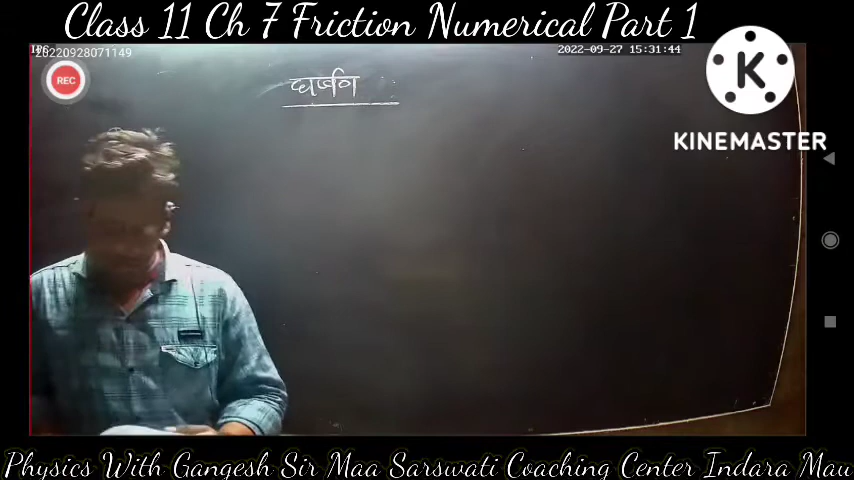 Class 11 Ch 7 Friction Numerical Part 1
20220928071149
2022-09-27 15:31:44
REC
घर्षण
K
KINEMASTER
Physics With Gangesh Sir Maa Sarswati Coaching Center Indara Mau